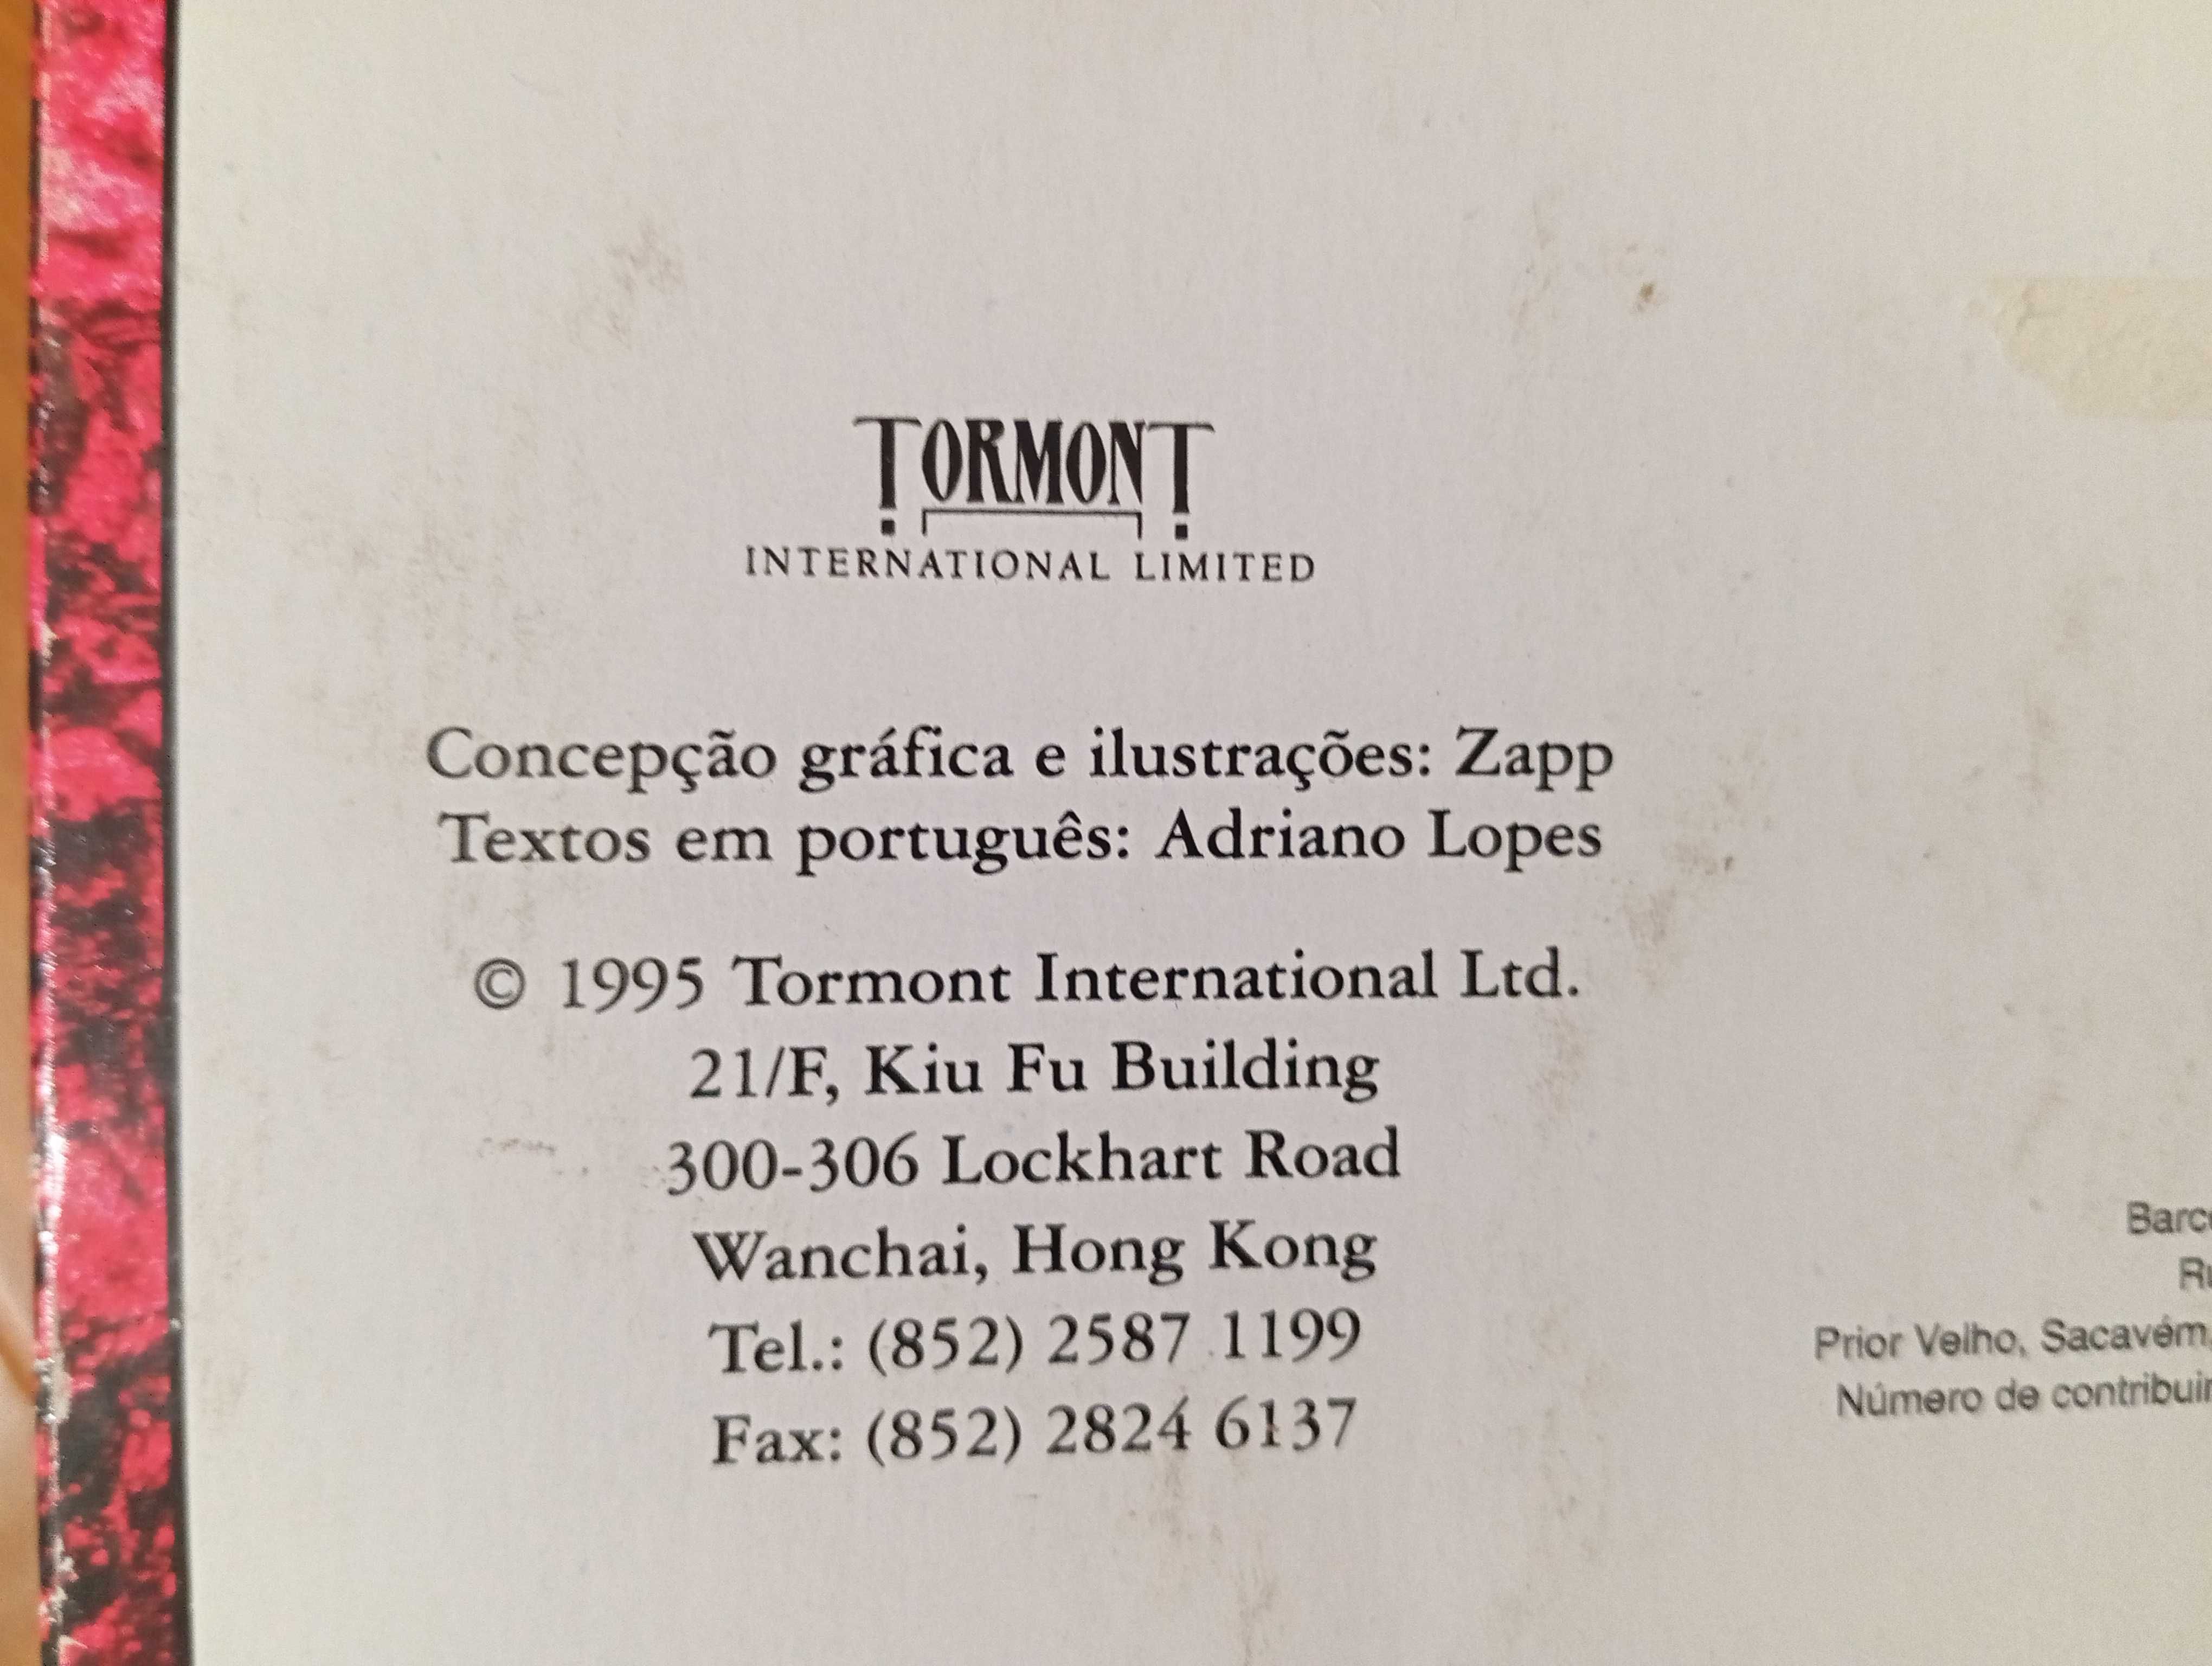 TORMONT
INTERNATIONAL LIMITED
Concepção gráfica e ilustrações: Zapp
Textos em português: Adriano Lopes
© 1995 Tormont International Ltd.
21/F, Kiu Fu Building
300-306 Lockhart Road
Wanchai, Hong Kong
Tel.: (852) 2587 1199
Fax: (852) 2824 6137
Prior Velho, Sacavém,
Número de